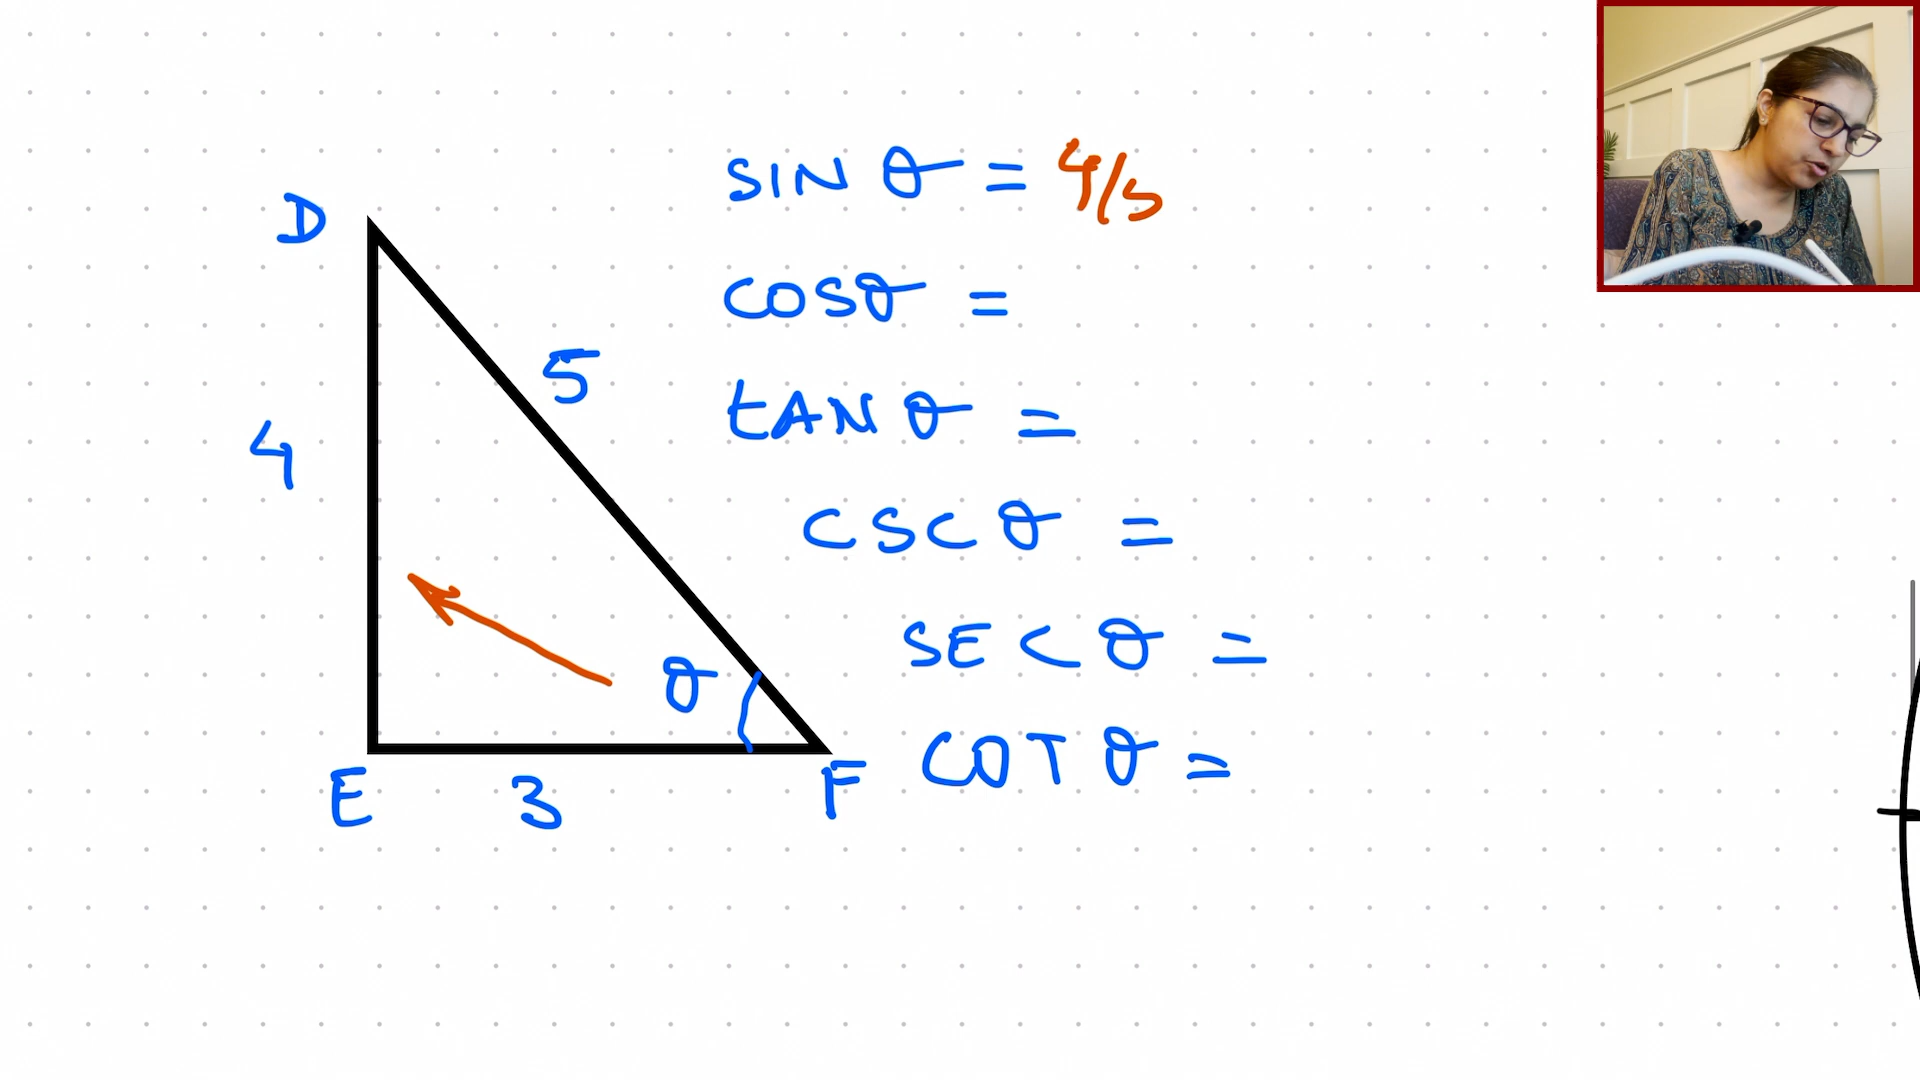 SIN θ = 4/5
D
COSθ =
5
tAN θ =
4
CSC θ =
SEC θ =
θ
COT θ =
E 3 F